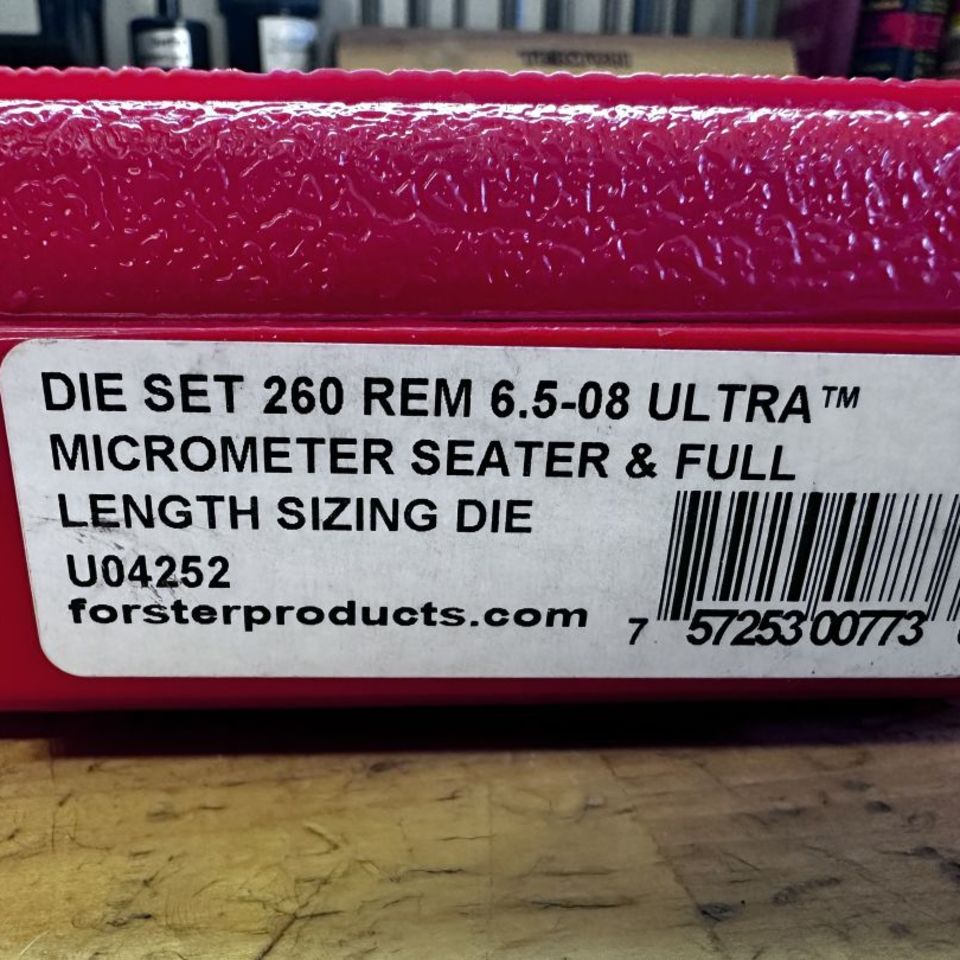 DIE SET 260 REM 6.5-08 ULTRA™
MICROMETER SEATER & FULL
LENGTH SIZING DIE
U04252
forsterproducts.com
7 57253 00773